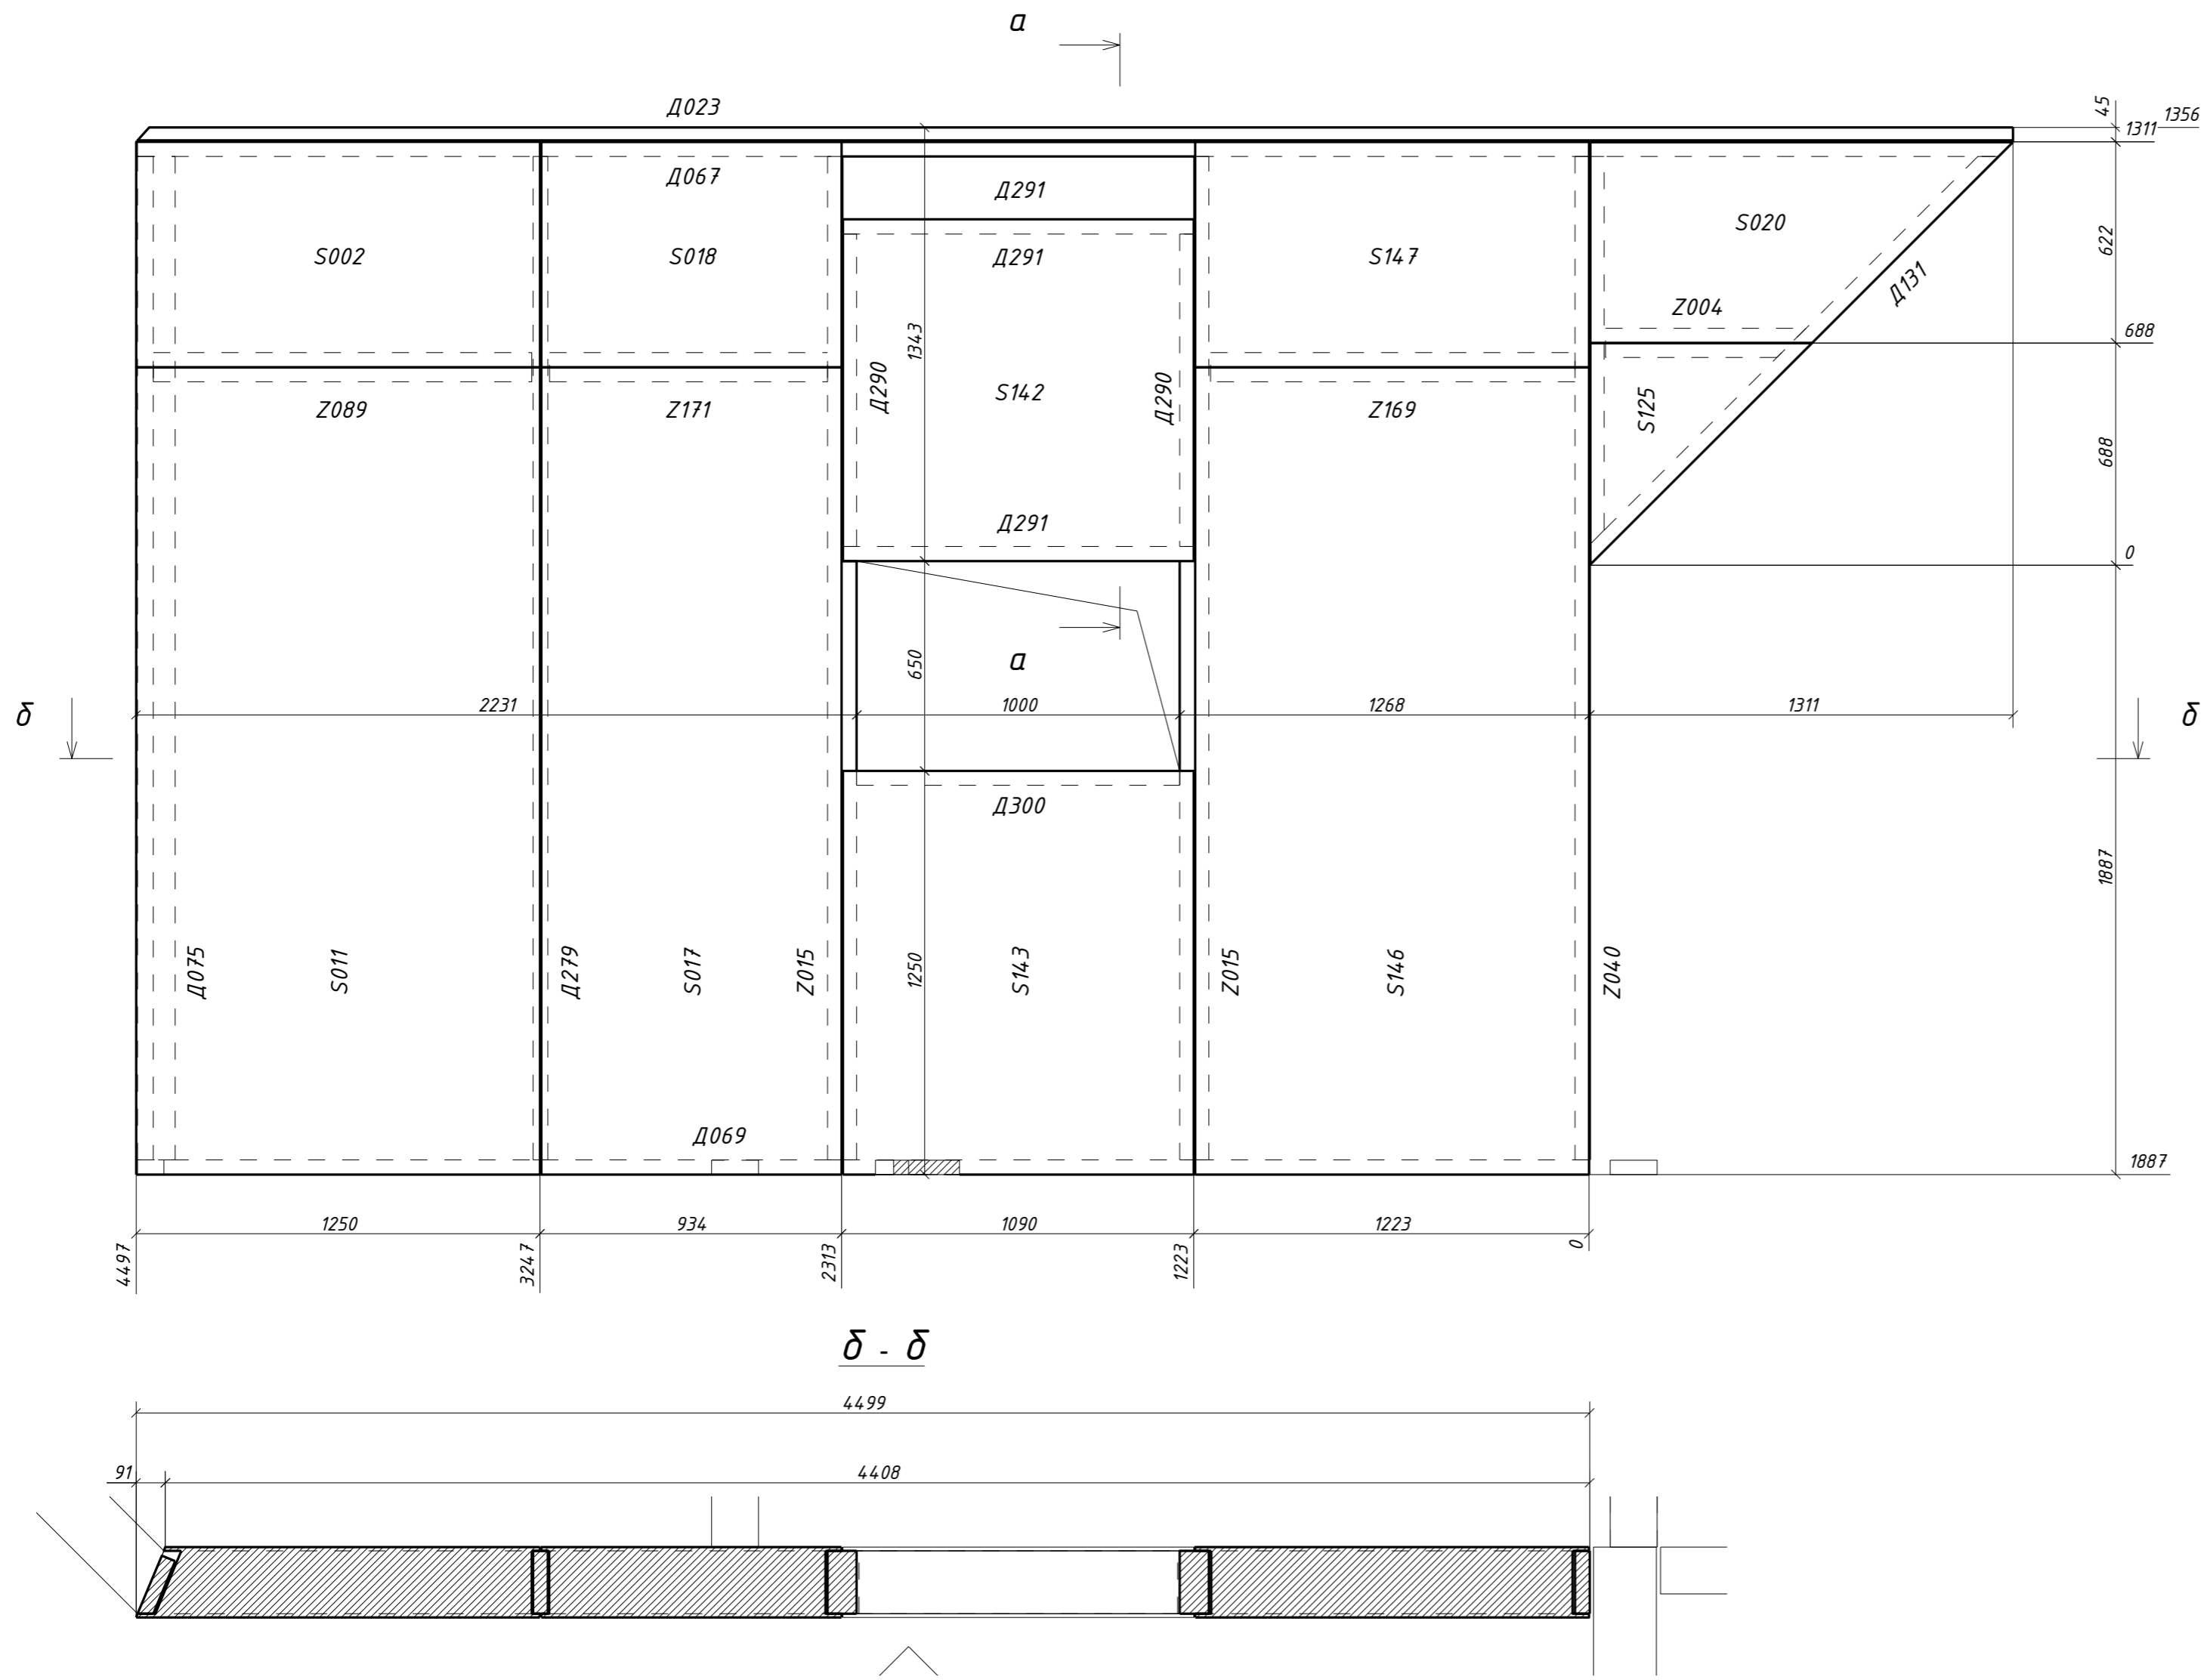 а
Д023
45
1356
1311
Д067
Д291
S020
S002
S018
Д291
S147
622
Д131
Z004
1343
688
Д290
S142
Д290
S125
Z089
Z171
Z169
688
Д291
0
650
а
δ
2231
1000
1268
1311
δ
Д300
1887
Д075
S011
Д279
S017
Z015
1250
S143
Z015
S146
Z040
Д069
1887
1250
934
1090
1223
4497
3247
2313
1223
0
δ - δ
4499
91
4408